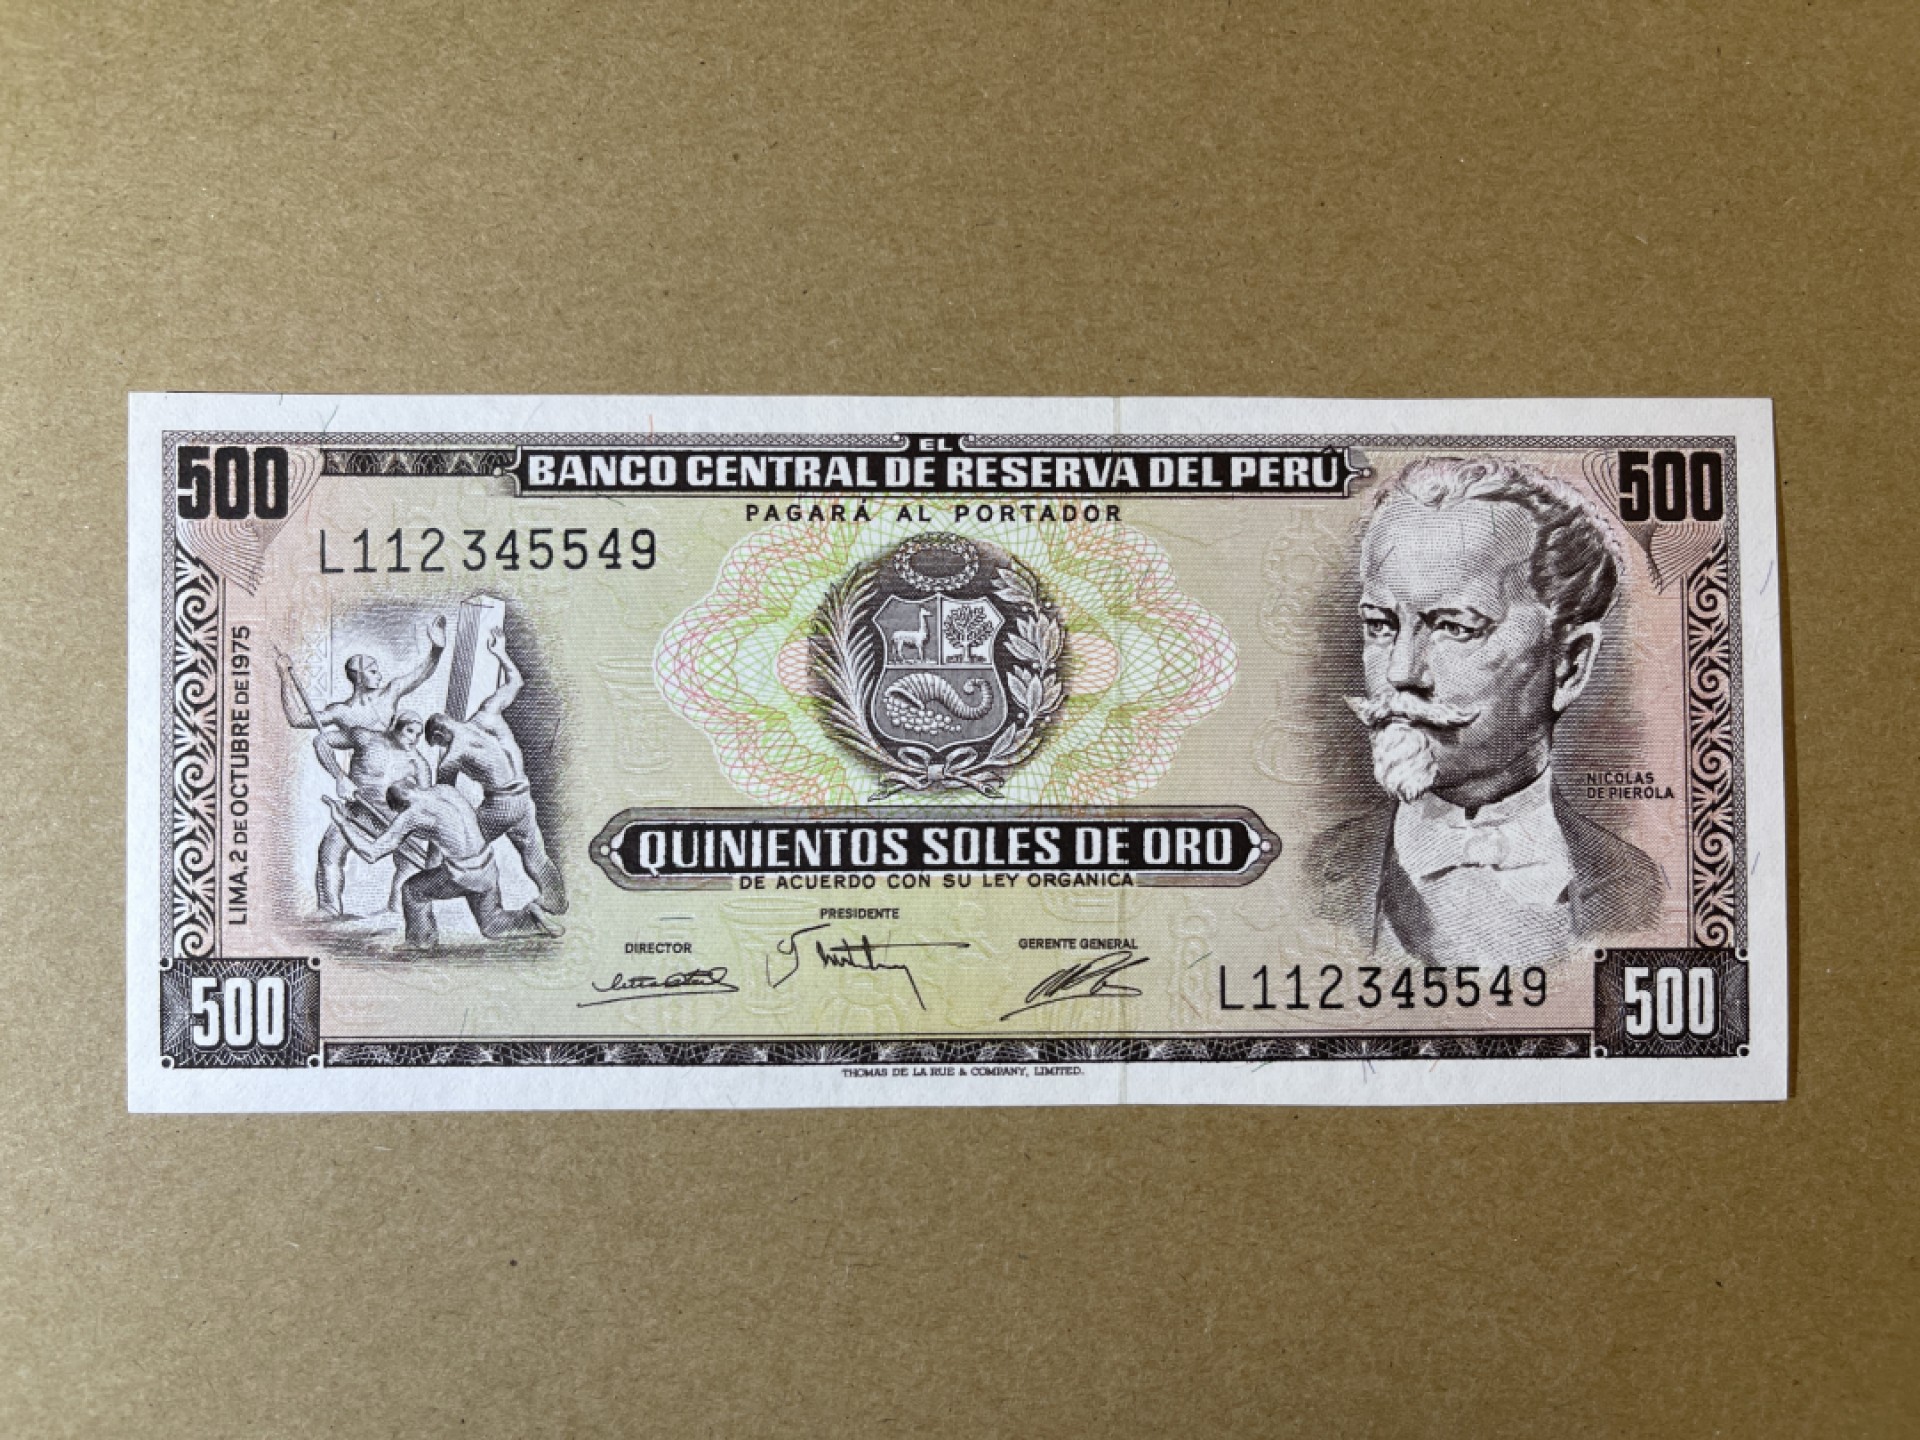 EL
500 BANCO CENTRAL DE RESERVA DEL PERÚ 500
PAGARÁ AL PORTADOR
L112345549
LIMA, 2 DE OCTUBRE DE 1975
NICOLAS
DE PIEROLA
QUINIENTOS SOLES DE ORO
DE ACUERDO CON SU LEY ORGANICA
PRESIDENTE
DIRECTOR
GERENTE GENERAL
L112345549
500
500
THOMAS DE LA RUE & COMPANY, LIMITED.